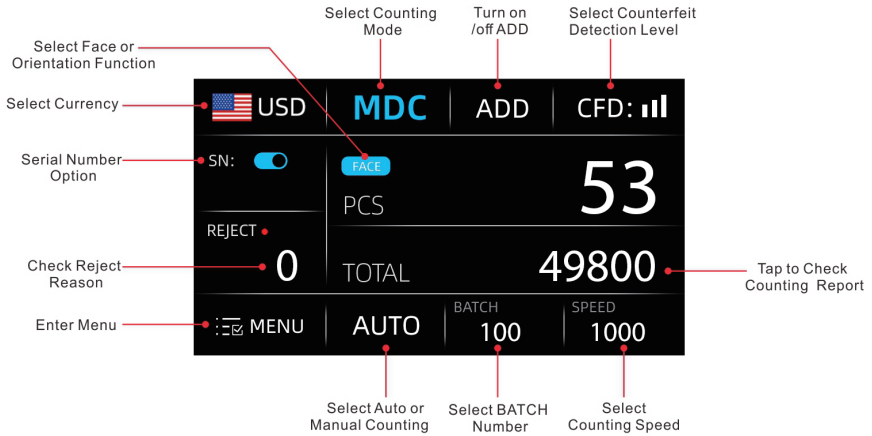 Select Counting
Mode
Turn on
/off ADD
Select Counterfeit
Detection Level
Select Face or
Orientation Function
Select Currency
USD
MDC
ADD
CFD:
Serial Number
Option
SN:
FACE
53
PCS
REJECT
Check Reject
Reason
0
TOTAL
49800
Tap to Check
Counting Report
Enter Menu
MENU
AUTO
BATCH
100
SPEED
1000
Select Auto or
Manual Counting
Select BATCH
Number
Select
Counting Speed